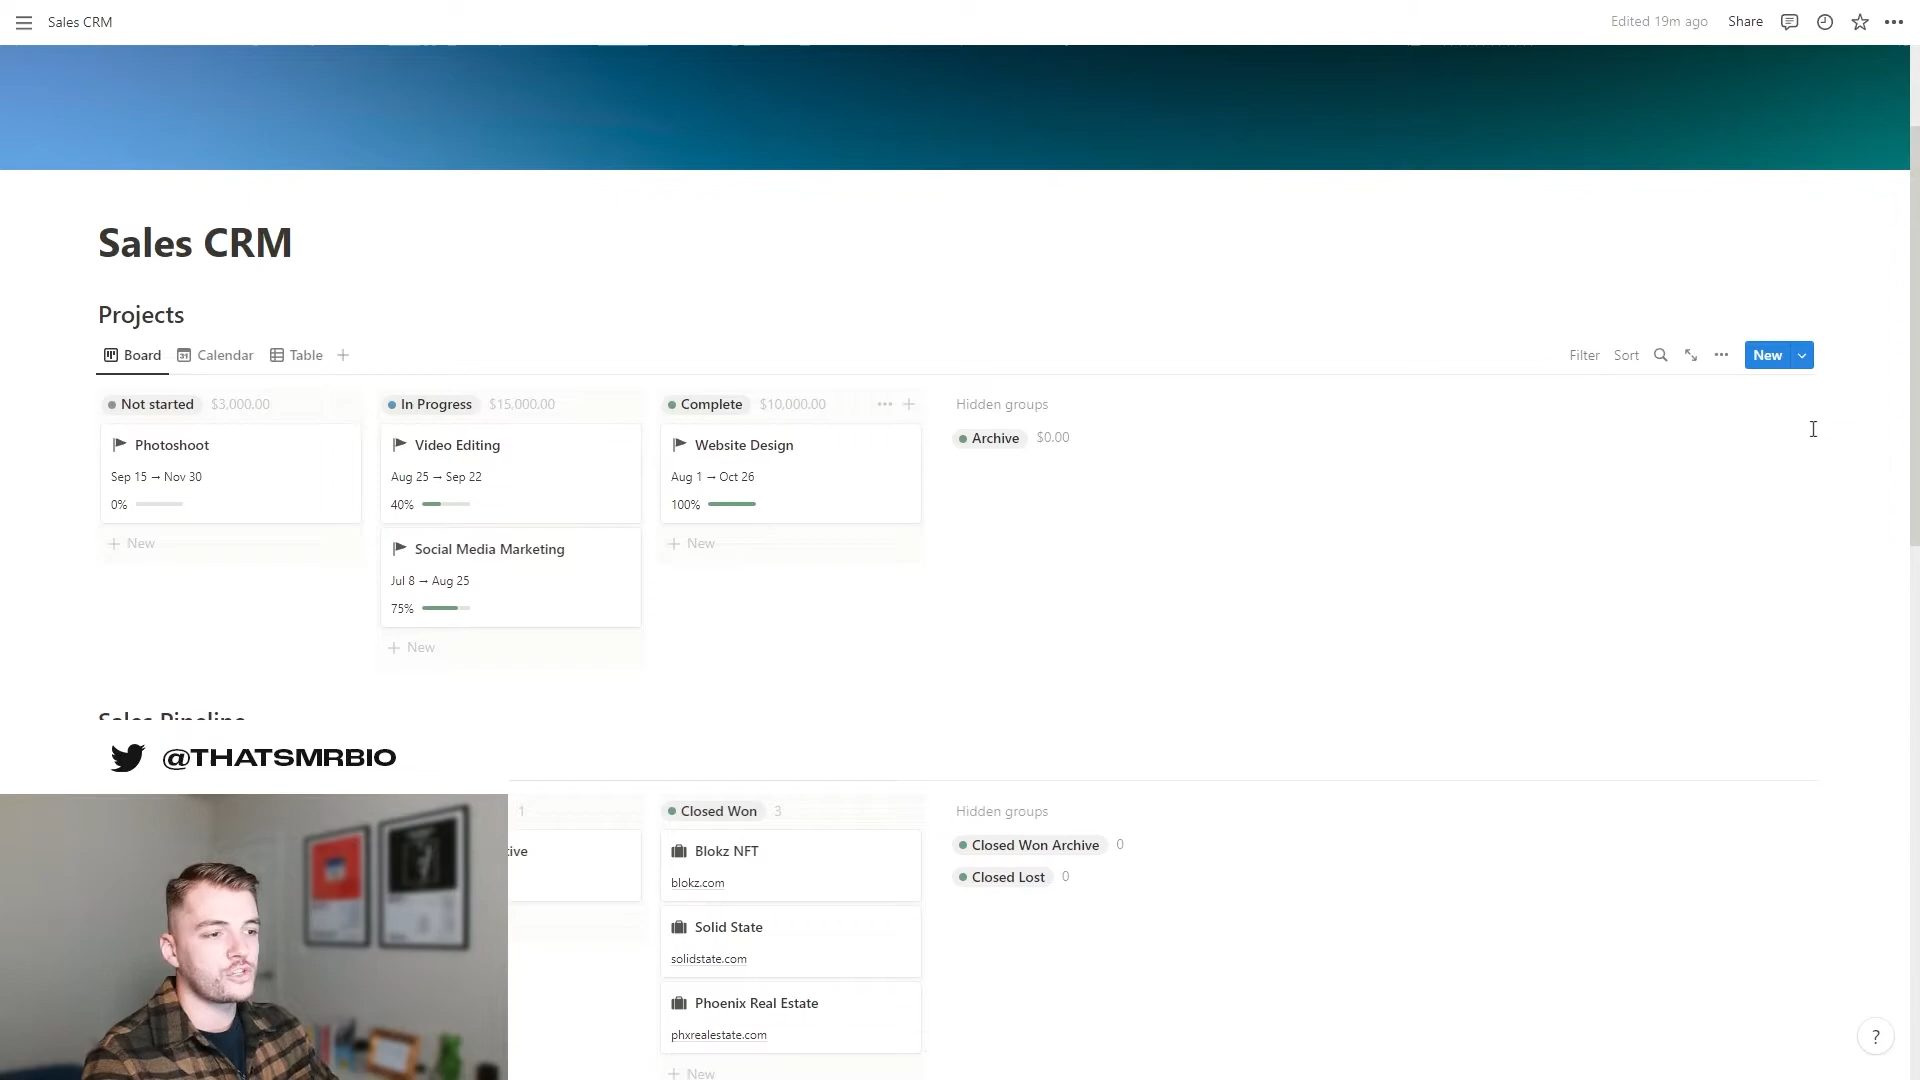 Sales CRM
Edited 19m ago
Share
Sales CRM
Projects
Board
Calendar
Table
Filter
Sort
New
Not started $3,000.00
Photoshoot
Sep 15 → Nov 30
0%
+ New
In Progress $15,000.00
Video Editing
Aug 25 → Sep 22
40%
Social Media Marketing
Jul 8 → Aug 25
75%
+ New
Complete $10,000.00
Website Design
Aug 1 → Oct 26
100%
+ New
Hidden groups
Archive $0.00
Sales Pipeline
@THATSMRBIO
1
tive
Closed Won 3
Blokz NFT
blokz.com
Solid State
solidstate.com
Phoenix Real Estate
phxrealestate.com
+ New
Hidden groups
Closed Won Archive 0
Closed Lost 0
?